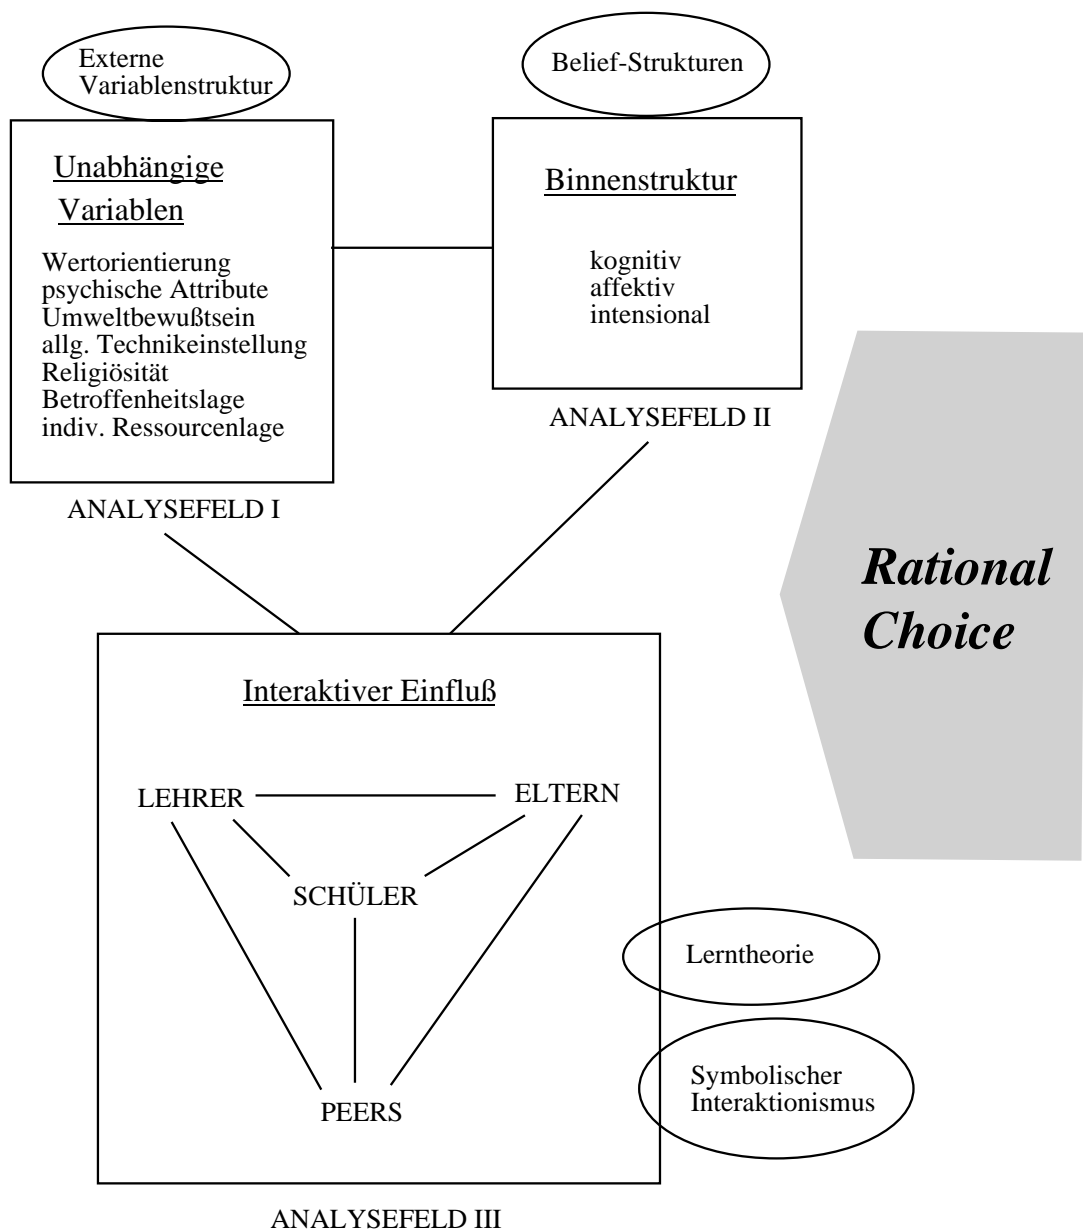 Externe
Variablenstruktur
Unabhängige
Variablen
Wertorientierung
psychische Attribute
Umweltbewußtsein
allg. Technikeinstellung
Religiösität
Betroffenheitslage
indiv. Ressourcenlage
ANALYSEFELD I
Belief-Strukturen
Binnenstruktur
kognitiv
affektiv
intensional
ANALYSEFELD II
Rational
Choice
Interaktiver Einfluß
LEHRER
ELTERN
SCHÜLER
PEERS
Lerntheorie
Symbolischer
Interaktionismus
ANALYSEFELD III